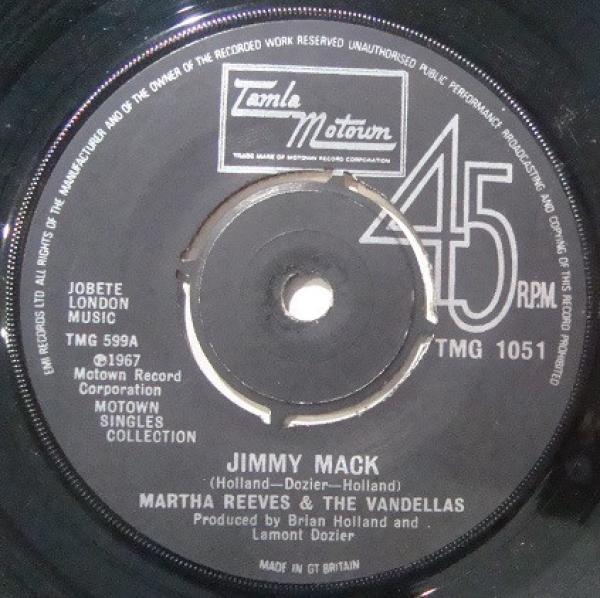 EMI RECORDS LTD ALL RIGHTS OF THE MANUFACTURER AND OF THE OWNER OF THE RECORDED WORK RESERVED UNAUTHORISED PUBLIC PERFORMANCE BROADCASTING AND COPYING OF THIS RECORD PROHIBITED
Tamla
Motown
TRADE MARK OF MOTOWN RECORD CORPORATION
45
R.P.M.
JOBETE
LONDON
MUSIC
TMG 599A
℗1967
Motown Record
Corporation
MOTOWN
SINGLES
COLLECTION
TMG 1051
JIMMY MACK
(Holland—Dozier—Holland)
MARTHA REEVES & THE VANDELLAS
Produced by Brian Holland and
Lamont Dozier
MADE IN GT BRITAIN